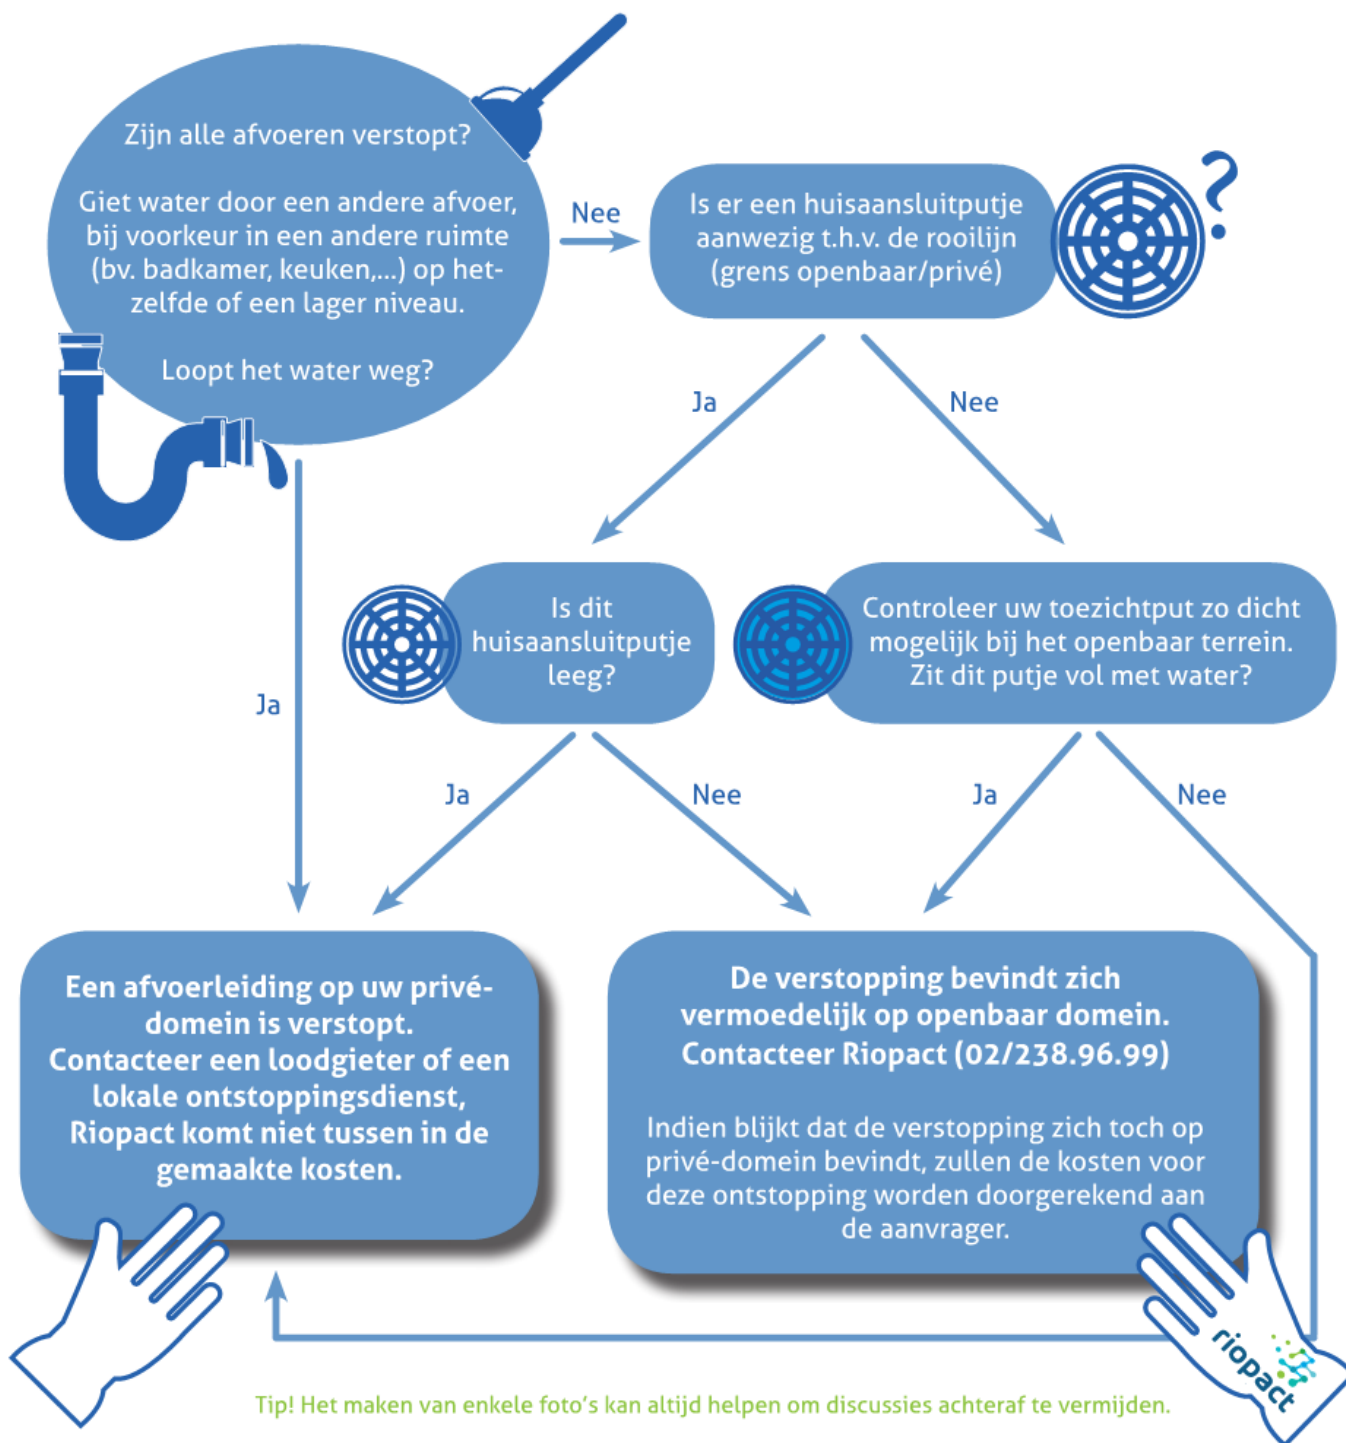 Zijn alle afvoeren verstopt?
Giet water door een andere afvoer,
bij voorkeur in een andere ruimte
(bv. badkamer, keuken,...) op het-
zelfde of een lager niveau.
Loopt het water weg?
Nee
Is er een huisaansluitputje
aanwezig t.h.v. de rooilijn
(grens openbaar/privé)
?
Ja
Nee
Is dit
huisaansluitputje
leeg?
Controleer uw toezichtput zo dicht
mogelijk bij het openbaar terrein.
Zit dit putje vol met water?
Ja
Ja
Nee
Ja
Nee
Een afvoerleiding op uw privé-
domein is verstopt.
Contacteer een loodgieter of een
lokale ontstoppingsdienst,
Riopact komt niet tussen in de
gemaakte kosten.
De verstopping bevindt zich
vermoedelijk op openbaar domein.
Contacteer Riopact (02/238.96.99)
Indien blijkt dat de verstopping zich toch op
privé-domein bevindt, zullen de kosten voor
deze ontstopping worden doorgerekend aan
de aanvrager.
riopact
Tip! Het maken van enkele foto's kan altijd helpen om discussies achteraf te vermijden.